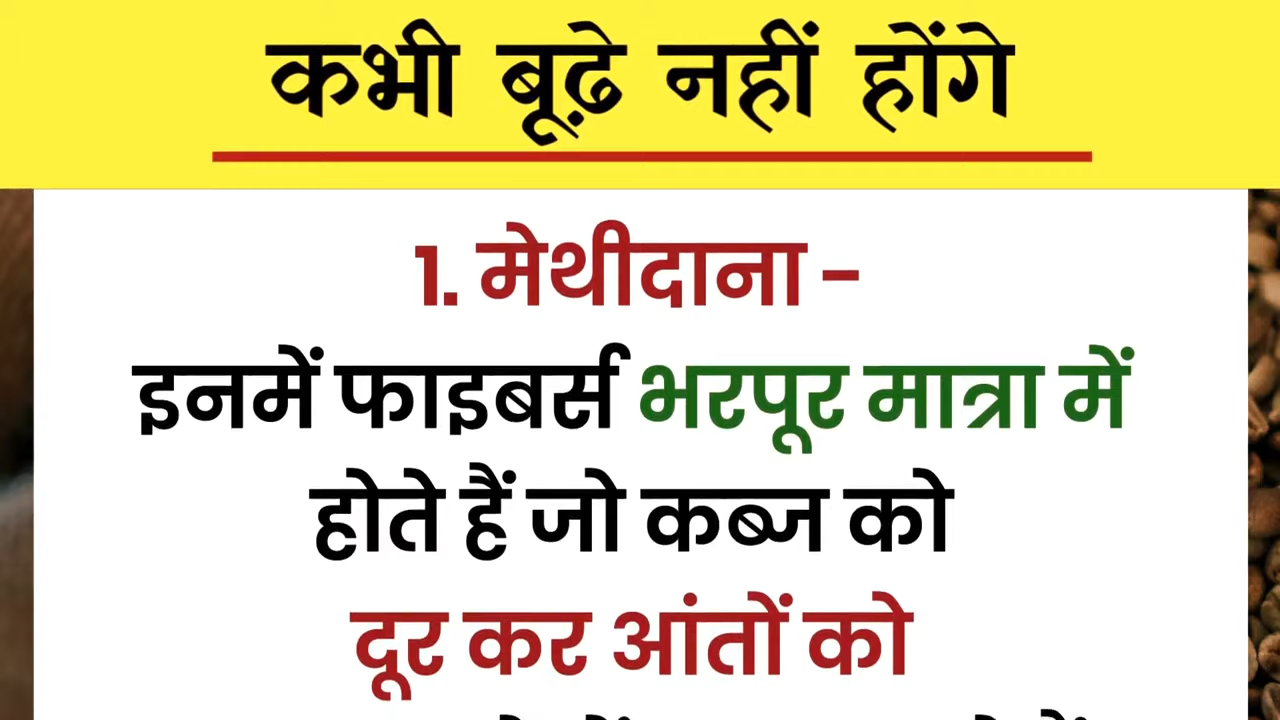 कभी बूढ़े नहीं होंगे
1. मेथीदाना –
इनमें फाइबर्स भरपूर मात्रा में
होते हैं जो कब्ज को
दूर कर आंतों को